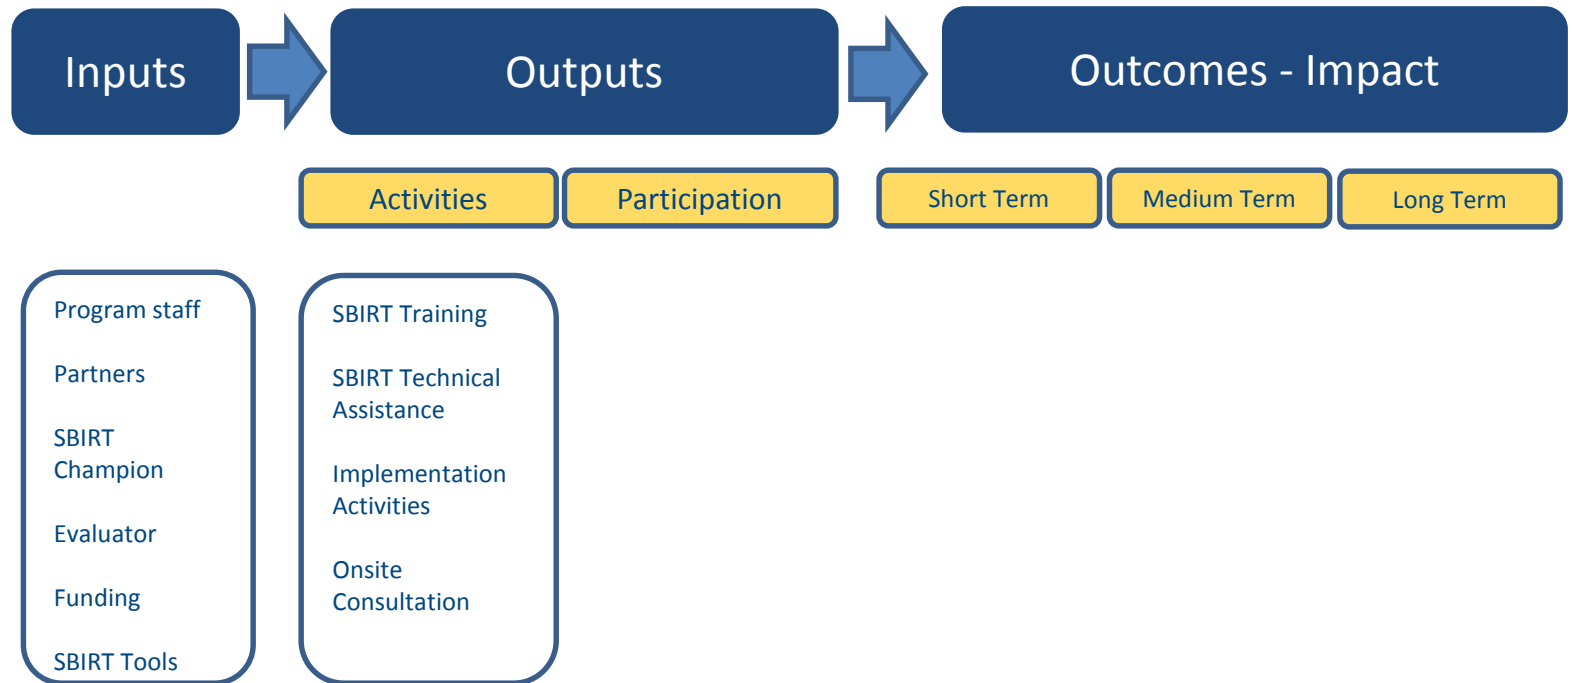 Inputs
Outputs
Outcomes - Impact
Activities
Participation
Short Term
Medium Term
Long Term
Program staff
Partners
SBIRT
Champion
Evaluator
Funding
SBIRT Tools
SBIRT Training
SBIRT Technical
Assistance
Implementation
Activities
Onsite
Consultation